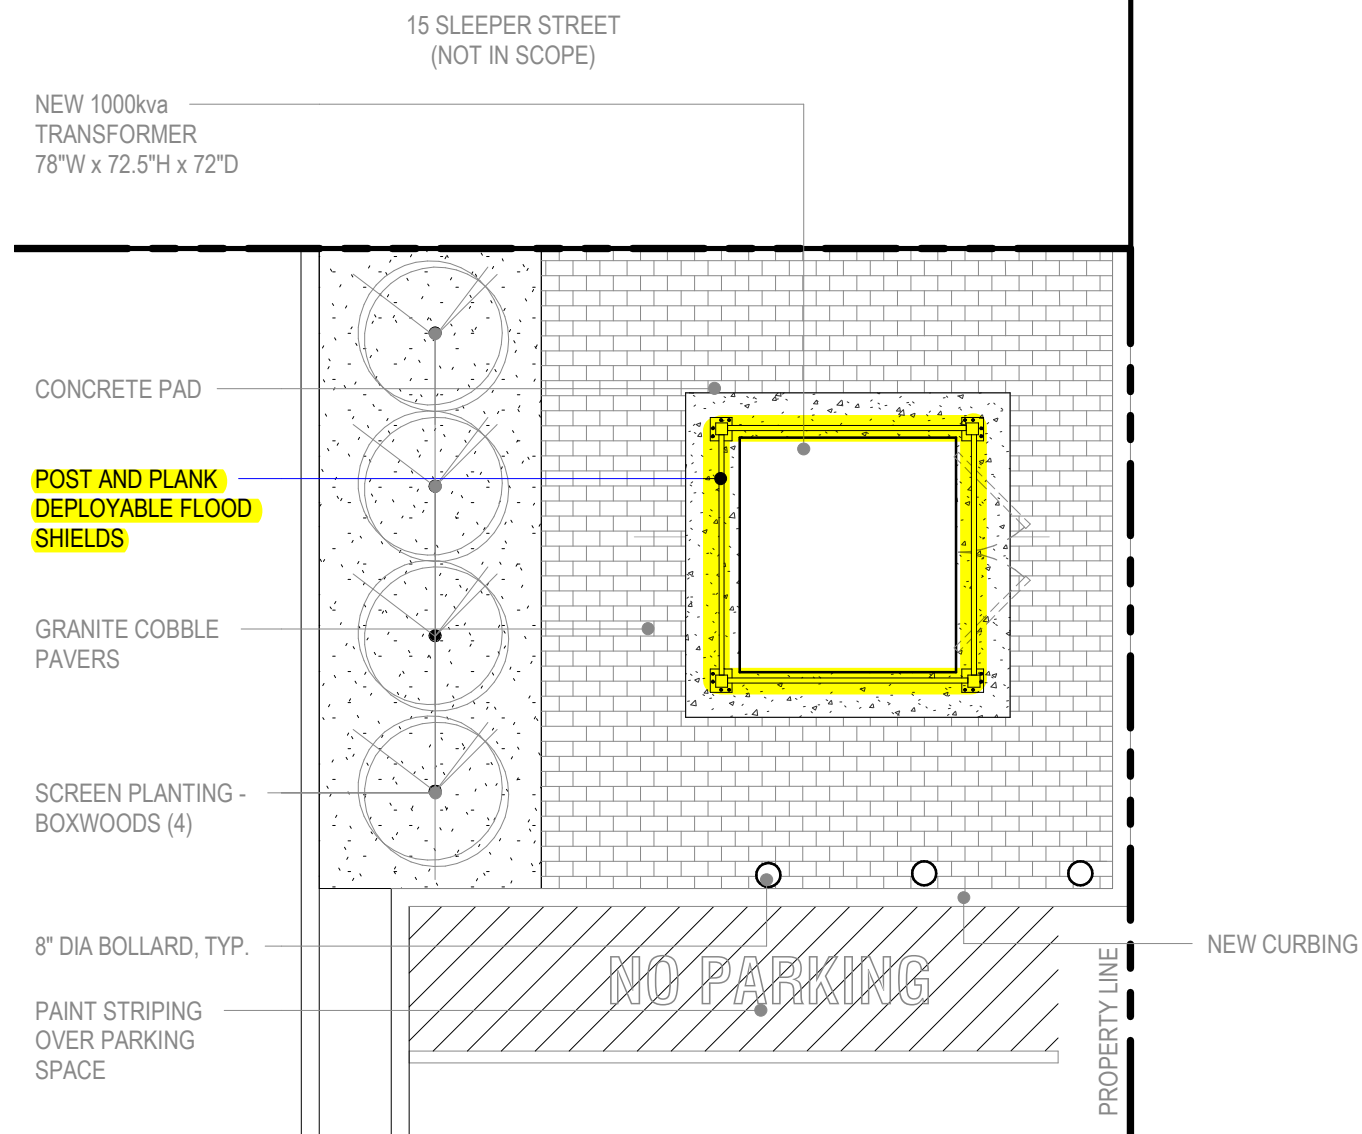 15 SLEEPER STREET
(NOT IN SCOPE)
NEW 1000kva
TRANSFORMER
78"W x 72.5"H x 72"D
CONCRETE PAD
POST AND PLANK
DEPLOYABLE FLOOD
SHIELDS
GRANITE COBBLE
PAVERS
SCREEN PLANTING -
BOXWOODS (4)
8" DIA BOLLARD, TYP.
NEW CURBING
NO PARKING
PAINT STRIPING
OVER PARKING
SPACE
PROPERTY LINE